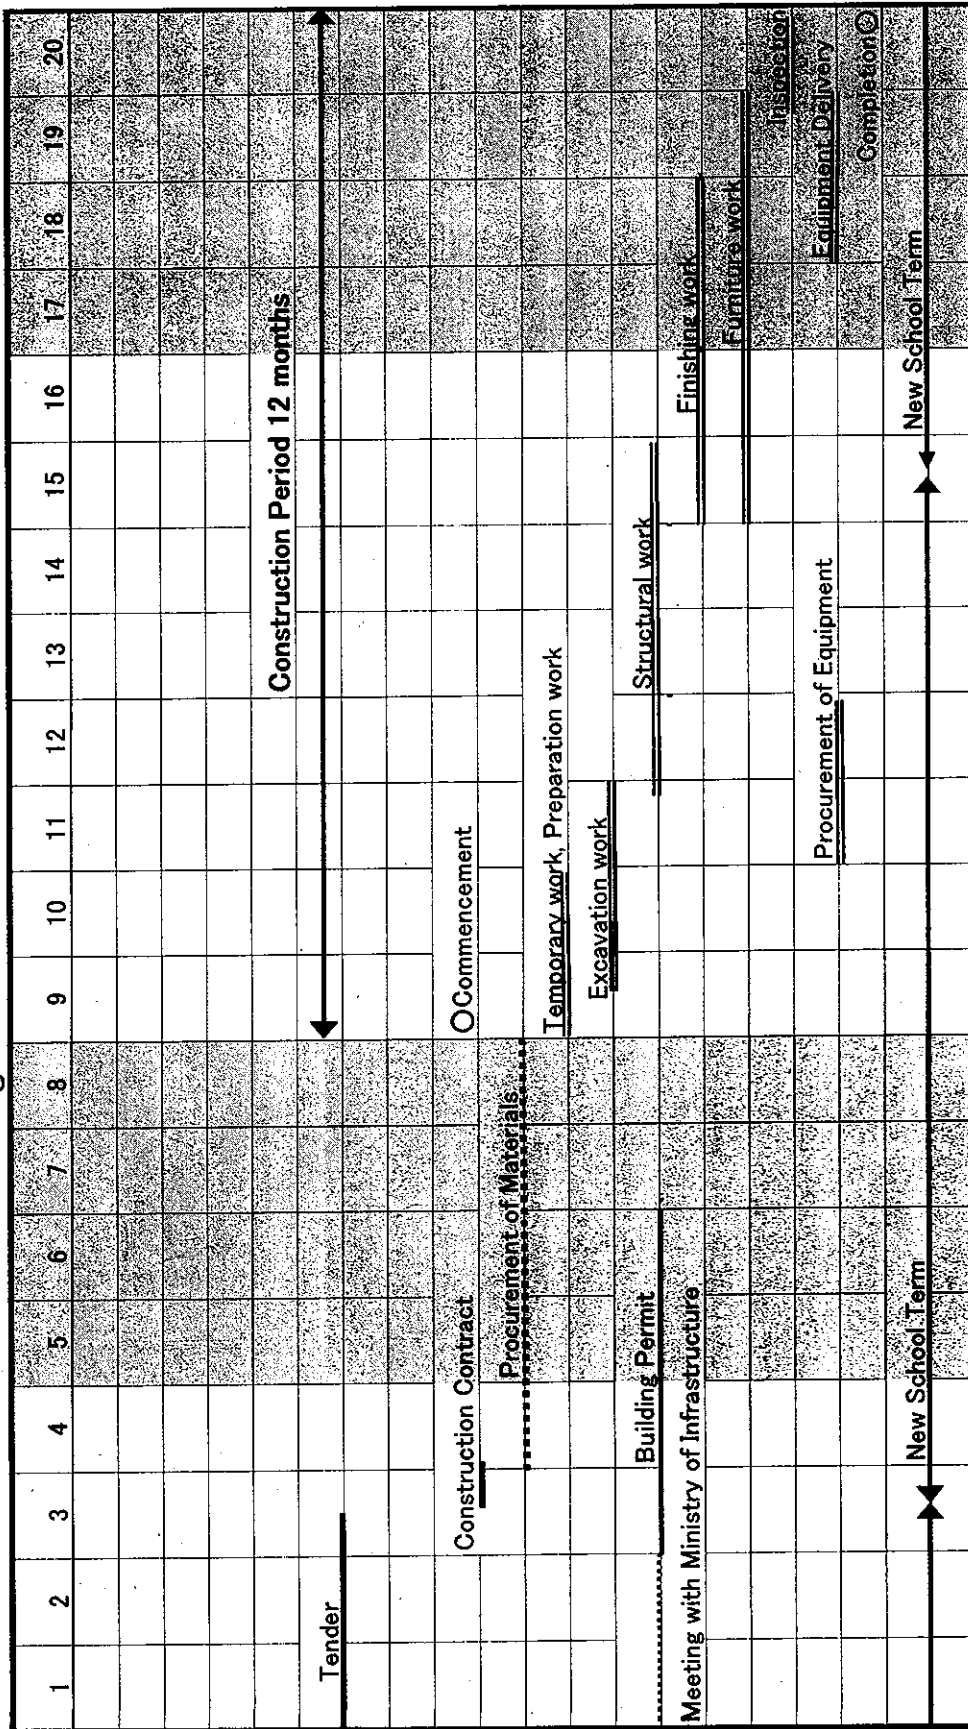 1 2 3 4 5 6 7 8 9 10 11 12 13 14 15 16 17 18 19 20
Construction Period 12 months
Tender
Commencement
Construction Contract
Procurement of Materials
Temporary work, Preparation work
Excavation work
Building Permit
Structural work
Meeting with Ministry of Infrastructure
Finishing work
Furniture work
Inspection
Procurement of Equipment
Equipment Delivery
Completion
New School Term
New School Term